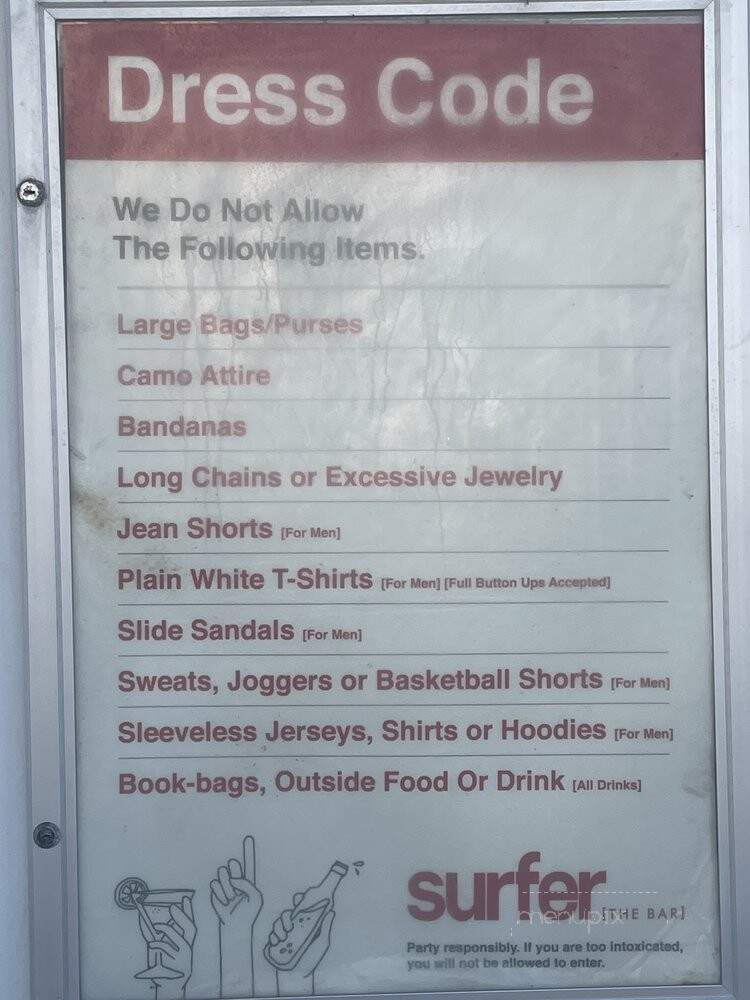 Dress Code
We Do Not Allow
The Following Items.
Large Bags/Purses
Camo Attire
Bandanas
Long Chains or Excessive Jewelry
Jean Shorts [For Men]
Plain White T-Shirts [For Men] [Full Button Ups Accepted]
Slide Sandals [For Men]
Sweats, Joggers or Basketball Shorts [For Men]
Sleeveless Jerseys, Shirts or Hoodies [For Men]
Book-bags, Outside Food Or Drink [All Drinks]
surfer [THE BAR]
menupix
Party responsibly. If you are too intoxicated,
you will not be allowed to enter.